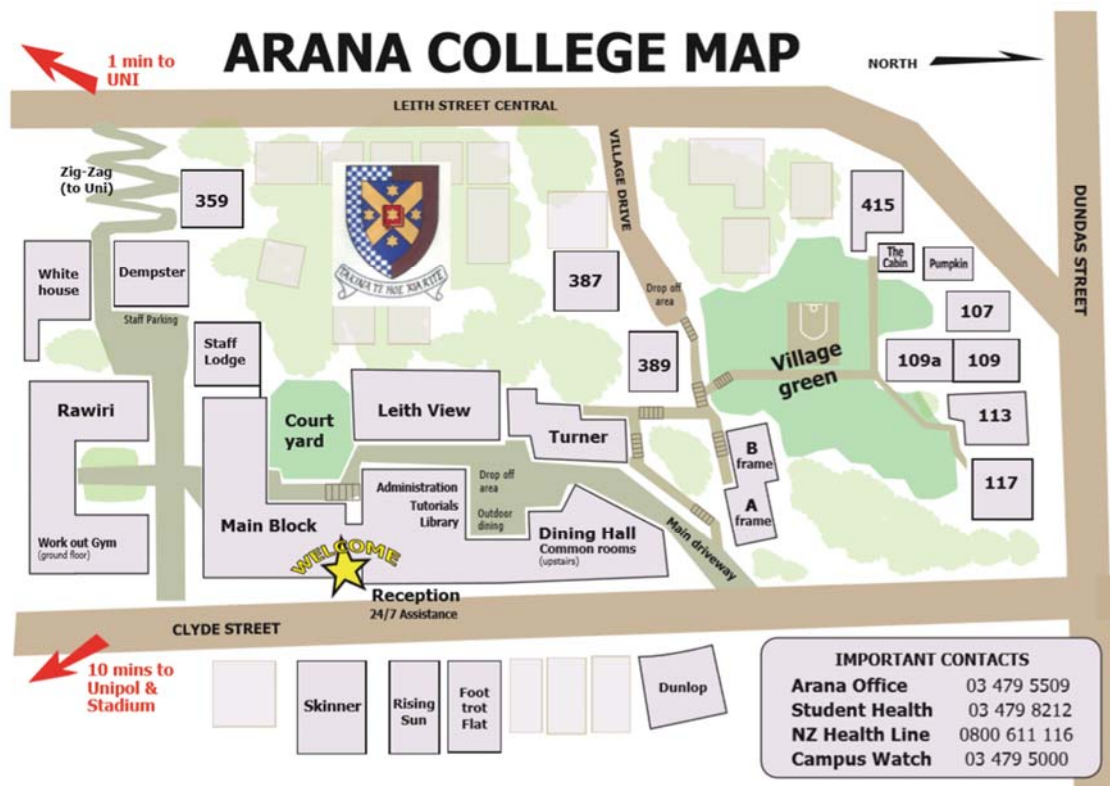 ARANA COLLEGE MAP
1 min to
UNI
NORTH
LEITH STREET CENTRAL
Zig-Zag
(to Uni)
359
VILLAGE DRIVE
415
DUNDAS STREET
White
house
Dempster
Staff Parking
387
Drop off
area
The
Cabin
Pumpkin
107
Staff
Lodge
389
Village
green
109a
109
Rawiri
Court
yard
Leith View
Turner
113
B
frame
A
frame
117
Main Block
Administration
Tutorials
Library
Drop off
area
Outdoor
dining
Dining Hall
Common rooms
(upstairs)
Main driveway
Work out Gym
(ground floor)
WELCOME
Reception
24/7 Assistance
CLYDE STREET
10 mins to
Unipol &
Stadium
Skinner
Rising
Sun
Foot
trot
Flat
Dunlop
IMPORTANT CONTACTS
Arana Office 03 479 5509
Student Health 03 479 8212
NZ Health Line 0800 611 116
Campus Watch 03 479 5000